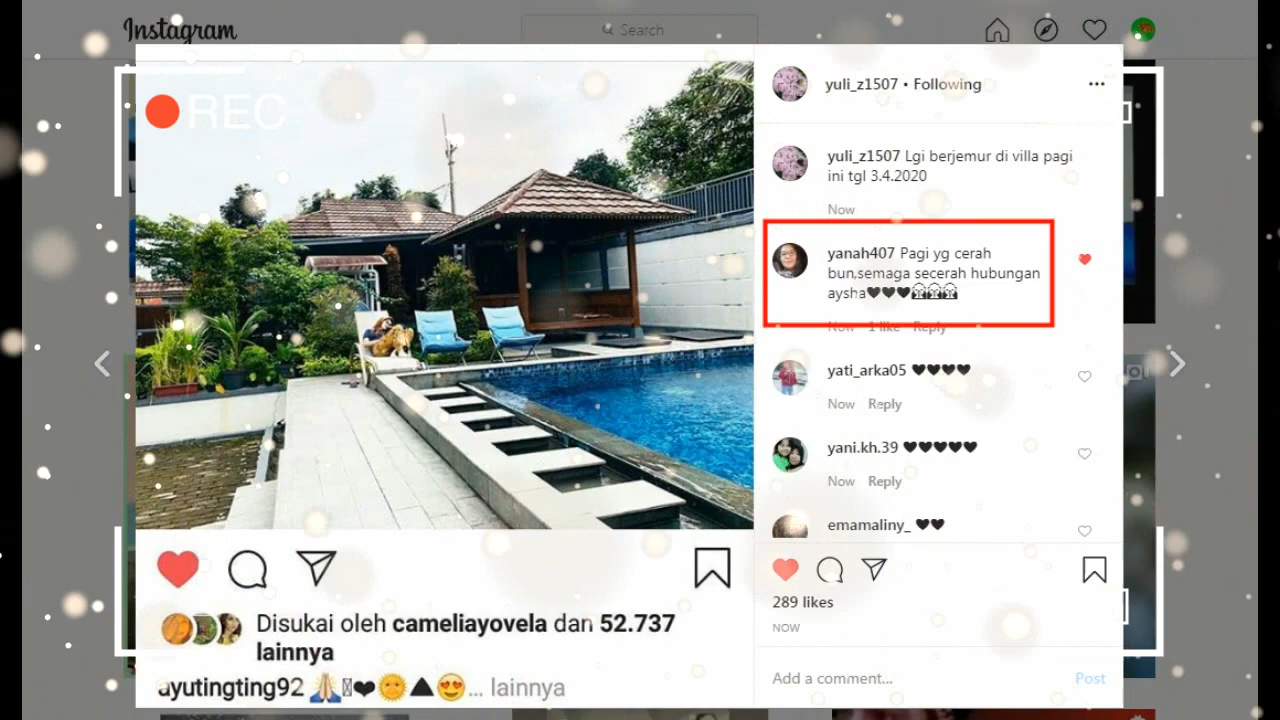 Instagram
Search
REC
yuli_z1507 • Following
yuli_z1507 Lgi berjemur di villa pagi
ini tgl 3.4.2020
Now
yanah407 Pagi yg cerah
bun,semaga secerah hubungan
aysha🖤🖤🖤
Now 1 like Reply
yati_arka05 🖤🖤🖤🖤
Now Reply
yani.kh.39 🖤🖤🖤🖤🖤
Now Reply
emamaliny_ 🖤🖤
289 likes
NOW
Add a comment... Post
Disukai oleh cameliayovela dan 52.737
lainnya
ayutingting92 🙏🏼❤🌞▲😍... lainnya